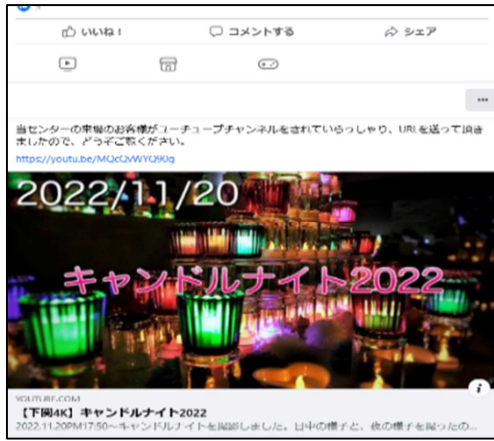 いいね！ コメントする シェア
当センターの来場のお客様がユーチューブチャンネルをされていらっしゃり、URLを送って頂き
ましたので、どうぞご覧ください。
2022/11/20
キャンドルナイト2022
YOUTUBE.COM
【下関4K】キャンドルナイト2022
2022.11.20PM17:50〜キャンドルナイトを撮影しました。日中の様子と、夜の様子を撮ったの...